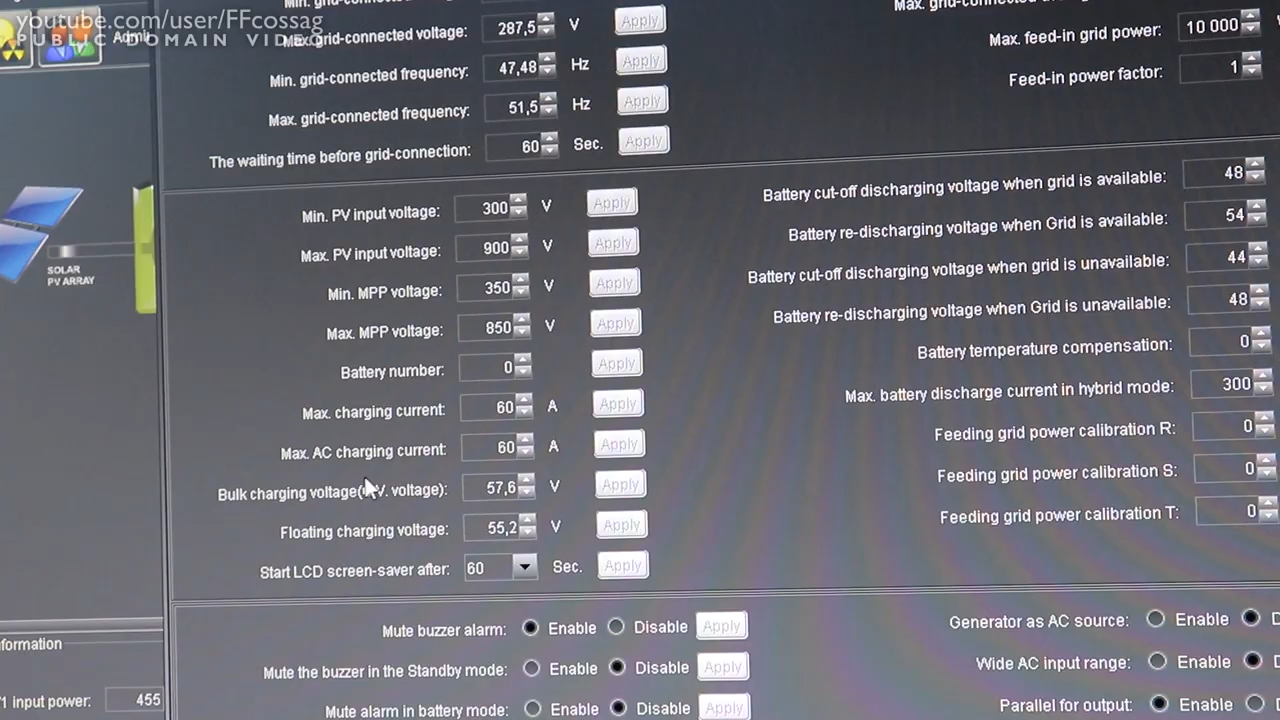 youtube.com/user/FFcossag
PUBLIC DOMAIN VIDEO
Admi
Min. grid-connected voltage:
Max. grid-connected voltage: 287,5 V Apply
Min. grid-connected frequency: 47,48 Hz Apply
Max. grid-connected frequency: 51,5 Hz Apply
The waiting time before grid-connection: 60 Sec. Apply
Max. feed-in grid power: 10 000
Feed-in power factor: 1
SOLAR
PV ARRAY
Min. PV input voltage: 300 V Apply
Max. PV input voltage: 900 V Apply
Min. MPP voltage: 350 V Apply
Max. MPP voltage: 850 V Apply
Battery number: 0 Apply
Max. charging current: 60 A Apply
Max. AC charging current: 60 A Apply
Bulk charging voltage( V. voltage): 57,6 V Apply
Floating charging voltage: 55,2 V Apply
Start LCD screen-saver after: 60 Sec. Apply
Battery cut-off discharging voltage when grid is available: 48
Battery re-discharging voltage when Grid is available: 54
Battery cut-off discharging voltage when grid is unavailable: 44
Battery re-discharging voltage when Grid is unavailable: 48
Battery temperature compensation: 0
Max. battery discharge current in hybrid mode: 300
Feeding grid power calibration R: 0
Feeding grid power calibration S: 0
Feeding grid power calibration T: 0
Mute buzzer alarm: Enable Disable Apply
Mute the buzzer in the Standby mode: Enable Disable Apply
Mute alarm in battery mode: Enable Disable Apply
Generator as AC source: Enable D
Wide AC input range: Enable D
Parallel for output: Enable
formation
1 input power: 455